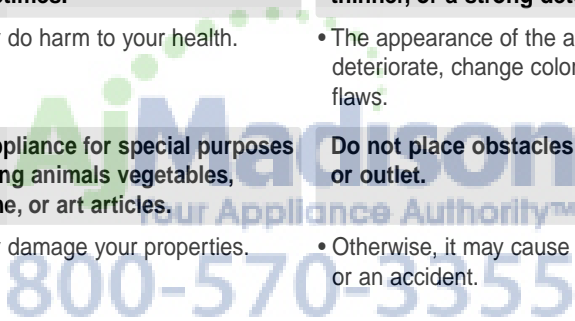 do harm to your health.
ppliance for special purposes
ng animals vegetables,
e, or art articles.
damage your properties.
thinner, or a strong det
• The appearance of the a
deteriorate, change color
flaws.
Do not place obstacles
or outlet.
• Otherwise, it may cause
or an accident.
AjMadison
Your Appliance Authority™
800-570-3355